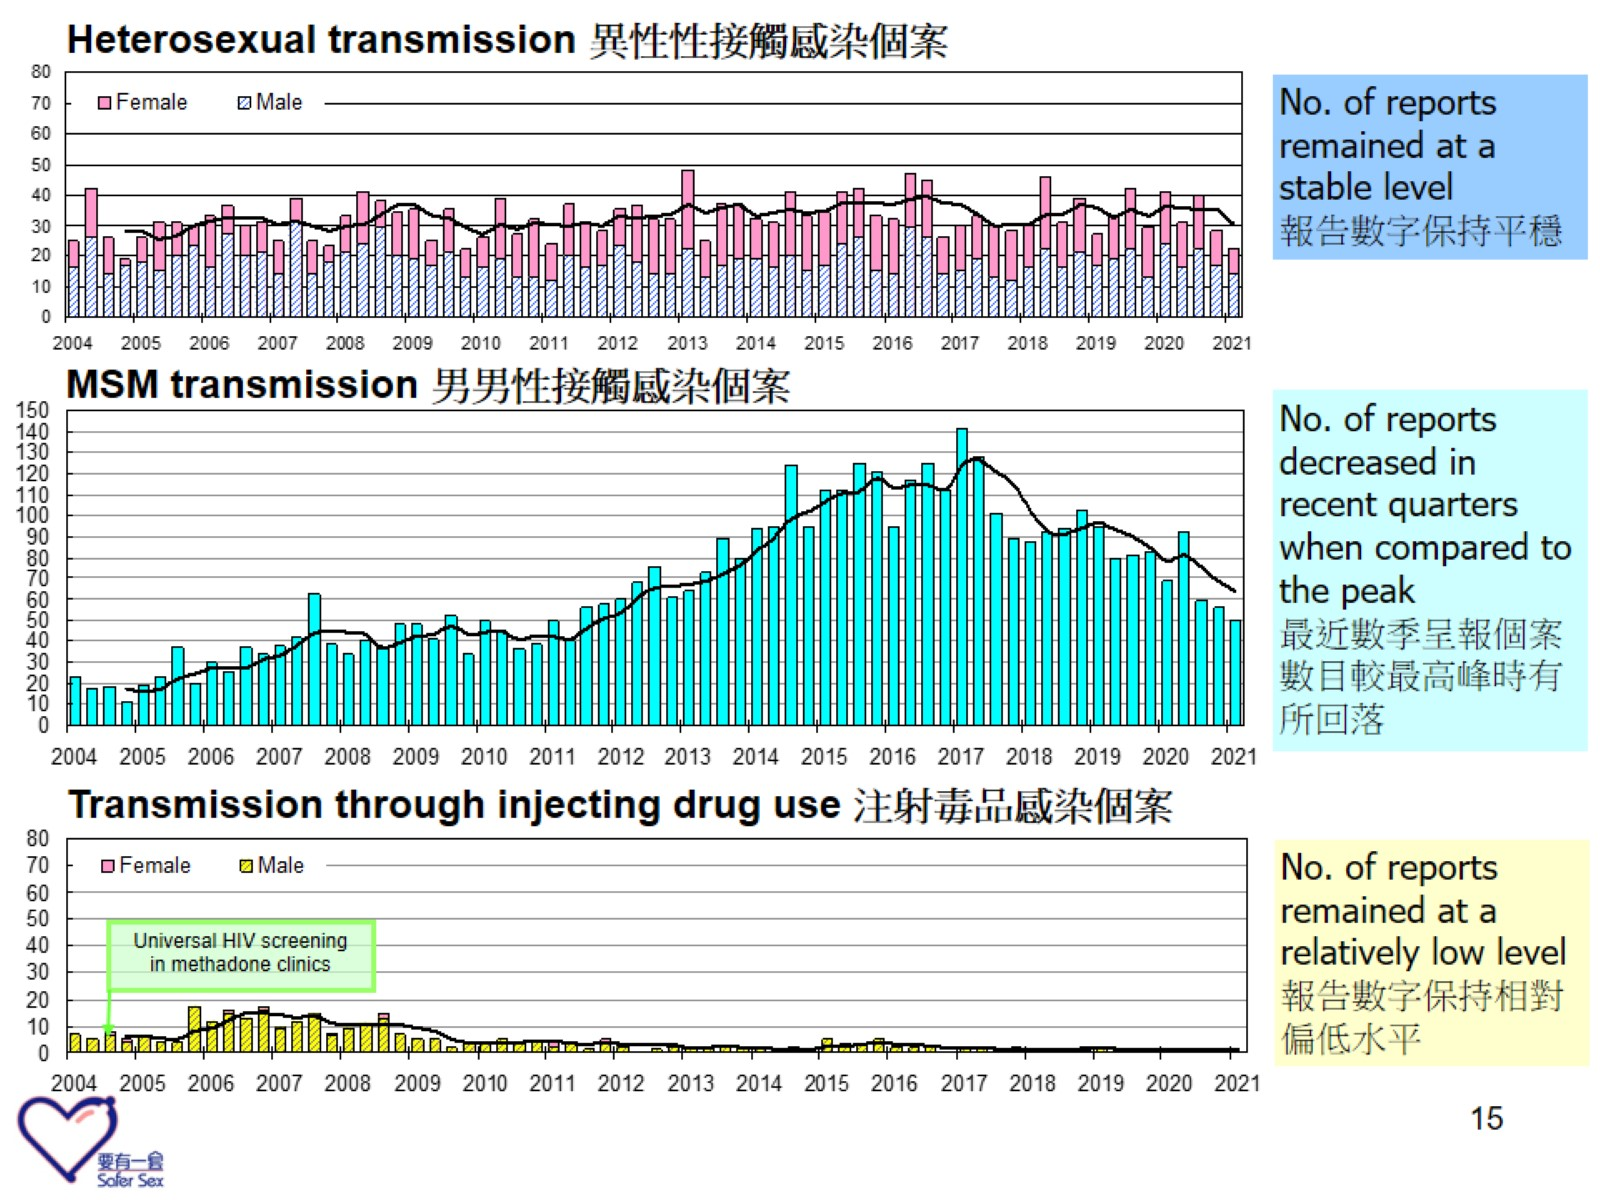 Heterosexual transmission 異性性接觸感染個案
80
70
60
50
40
30
20
10
0
Female Male
2004 2005 2006 2007 2008 2009 2010 2011 2012 2013 2014 2015 2016 2017 2018 2019 2020 2021
No. of reports
remained at a
stable level
報告數字保持平穩
MSM transmission 男男性接觸感染個案
150
140
130
120
110
100
90
80
70
60
50
40
30
20
10
0
2004 2005 2006 2007 2008 2009 2010 2011 2012 2013 2014 2015 2016 2017 2018 2019 2020 2021
No. of reports
decreased in
recent quarters
when compared to
the peak
最近數季呈報個案
數目較最高峰時有
所回落
Transmission through injecting drug use 注射毒品感染個案
80
70
60
50
40
30
20
10
0
Female Male
Universal HIV screening
in methadone clinics
2004 2005 2006 2007 2008 2009 2010 2011 2012 2013 2014 2015 2016 2017 2018 2019 2020 2021
No. of reports
remained at a
relatively low level
報告數字保持相對
偏低水平
要有一套
Safer Sex
15